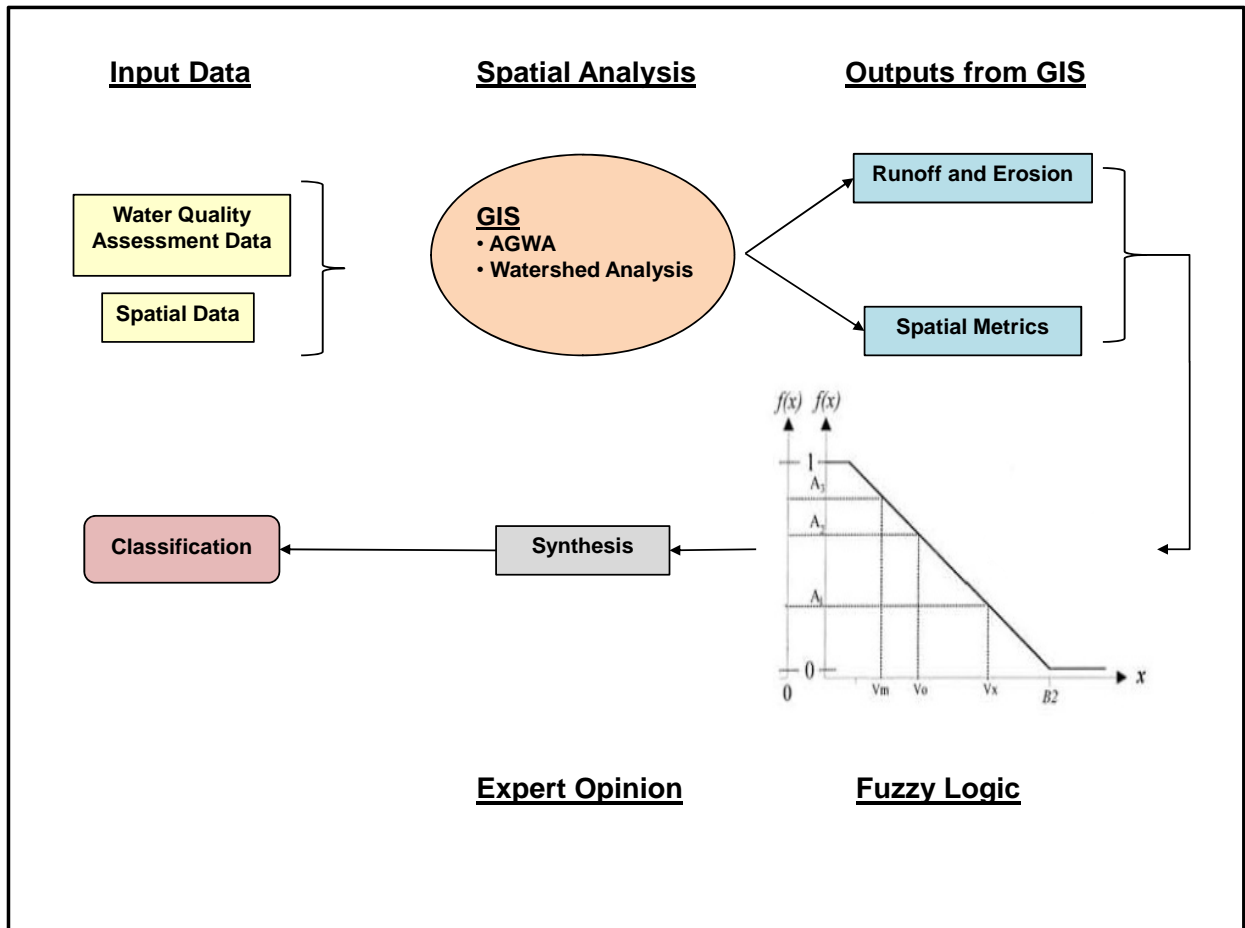 Input Data
Spatial Analysis
Outputs from GIS
Water Quality
Assessment Data
Spatial Data
GIS
• AGWA
• Watershed Analysis
Runoff and Erosion
Spatial Metrics
f(x) f(x)
1
A₃
A₂
A₁
0
0
Vm
Vo
Vx
B2
x
Classification
Synthesis
Expert Opinion
Fuzzy Logic